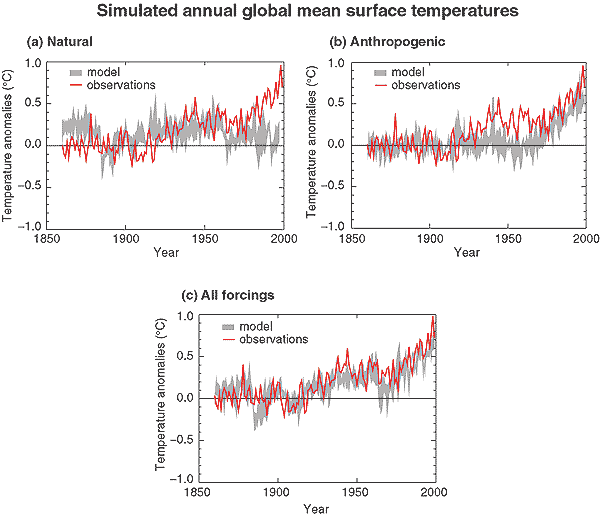 Simulated annual global mean surface temperatures
(a) Natural
Temperature anomalies (°C)
1.0
0.5
0.0
−0.5
−1.0
model
observations
1850 1900 1950 2000
Year
(b) Anthropogenic
Temperature anomalies (°C)
1.0
0.5
0.0
−0.5
−1.0
model
observations
1850 1900 1950 2000
Year
(c) All forcings
Temperature anomalies (°C)
1.0
0.5
0.0
−0.5
−1.0
model
observations
1850 1900 1950 2000
Year